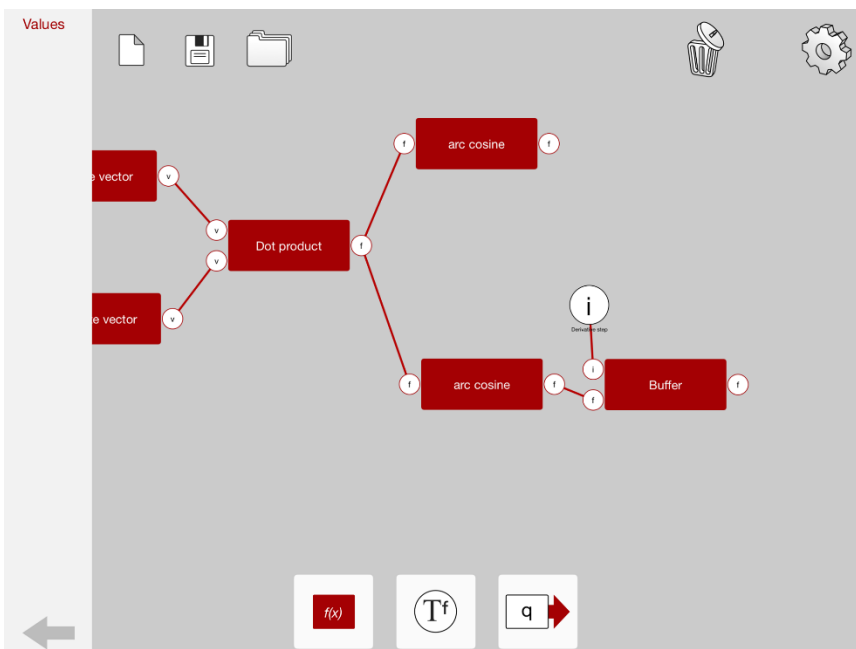 Values
f
arc cosine
f
e vector
v
v
Dot product
f
v
e vector
v
i
Derivative step
i
f
arc cosine
f
Buffer
f
f
f(x)
Tf
q